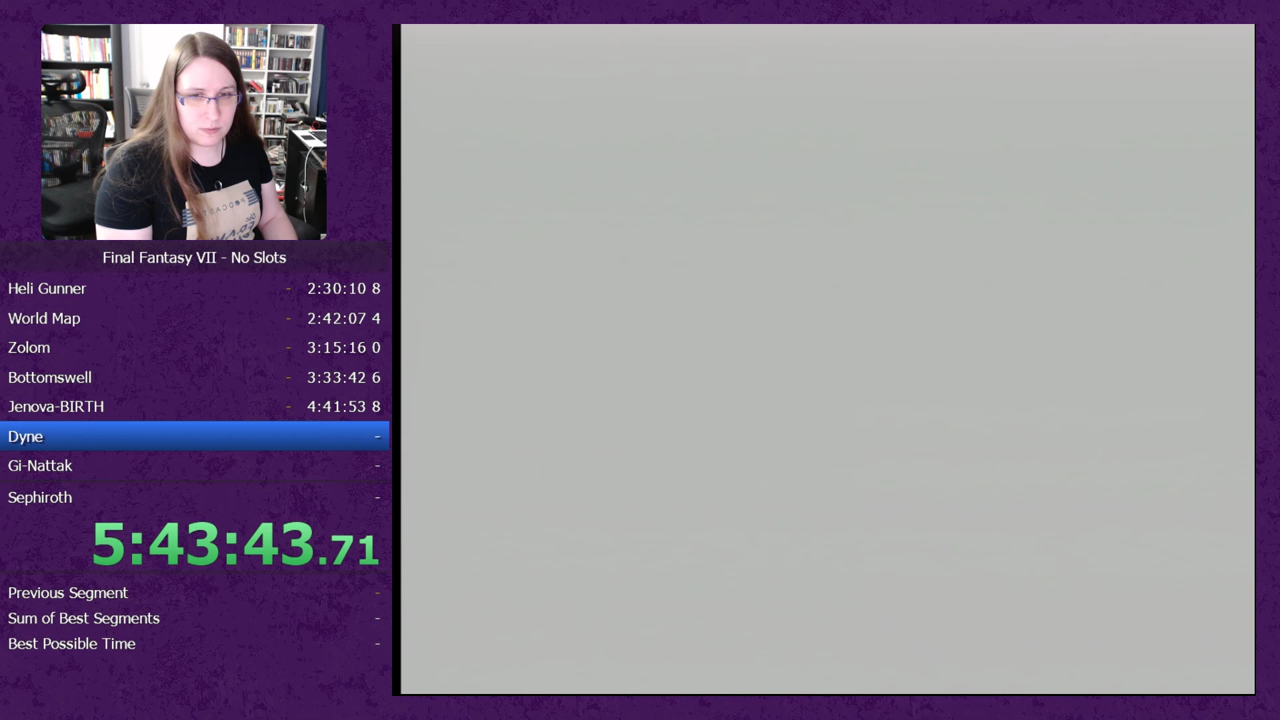 Final Fantasy VII - No Slots
Heli Gunner - 2:30:10 8
World Map - 2:42:07 4
Zolom - 3:15:16 0
Bottomswell - 3:33:42 6
Jenova-BIRTH - 4:41:53 8
Dyne -
Gi-Nattak -
Sephiroth -
5:43:43.71
Previous Segment -
Sum of Best Segments -
Best Possible Time -